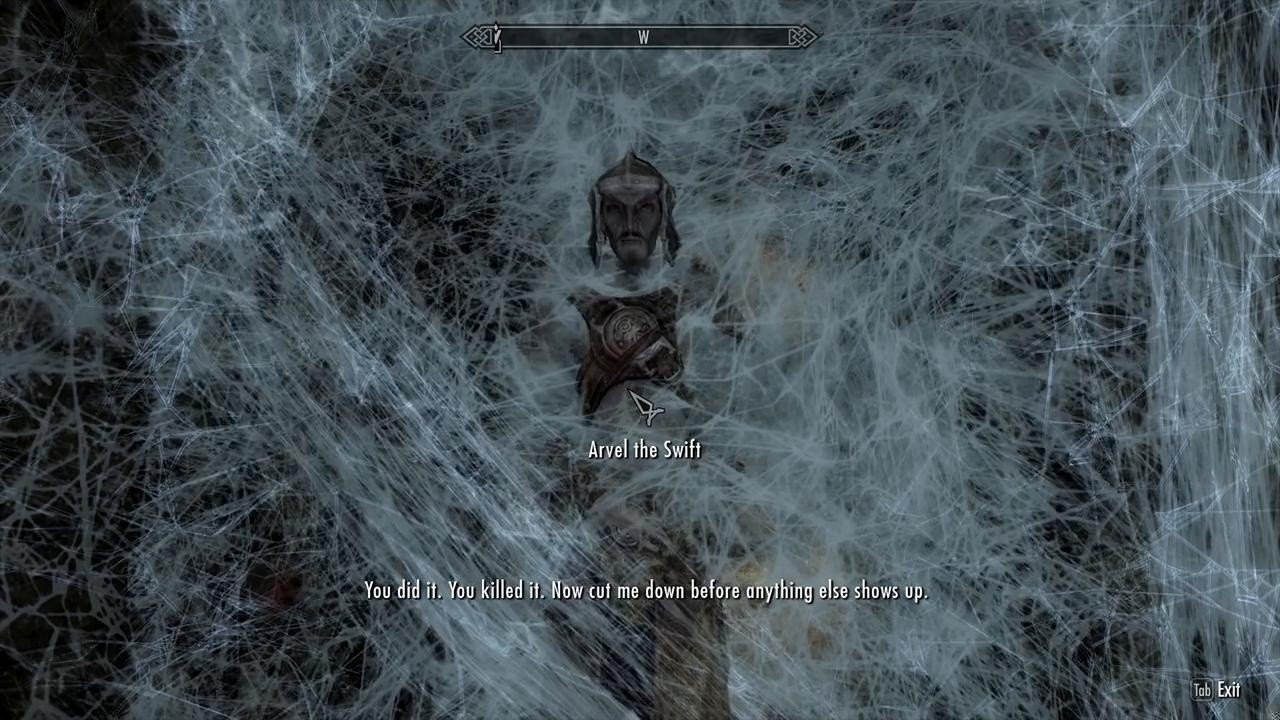 W
Arvel the Swift
You did it. You killed it. Now cut me down before anything else shows up.
Tab Exit